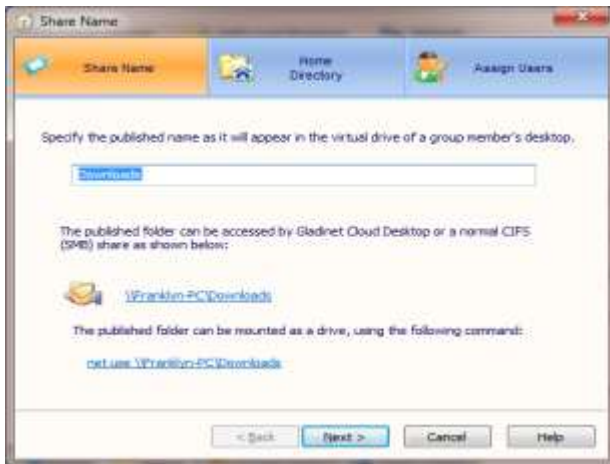 Share Name
Share Name
Home
Directory
Assign Users
Specify the published name as it will appear in the virtual drive of a group member's desktop.
Downloads
The published folder can be accessed by Gladinet Cloud Desktop or a normal CIFS
(SMB) share as shown
below:
\\Franklyn-PC\Downloads
The published folder can be mounted as a drive, using the following command:
net use \\Franklyn-PC\Downloads
< Back
Next >
Cancel
Help